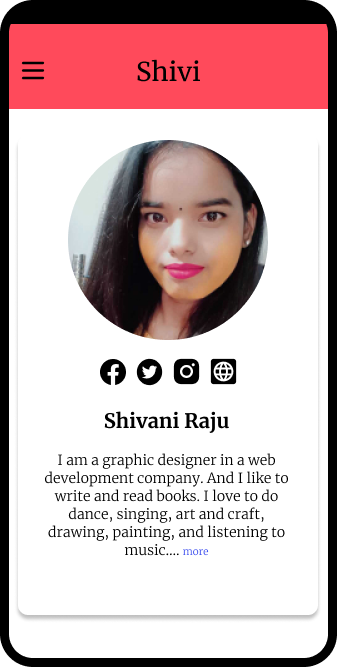 Shivi
Shivani Raju
I am a graphic designer in a web
development company. And I like to
write and read books. I love to do
dance, singing, art and craft,
drawing, painting, and listening to
music.... more